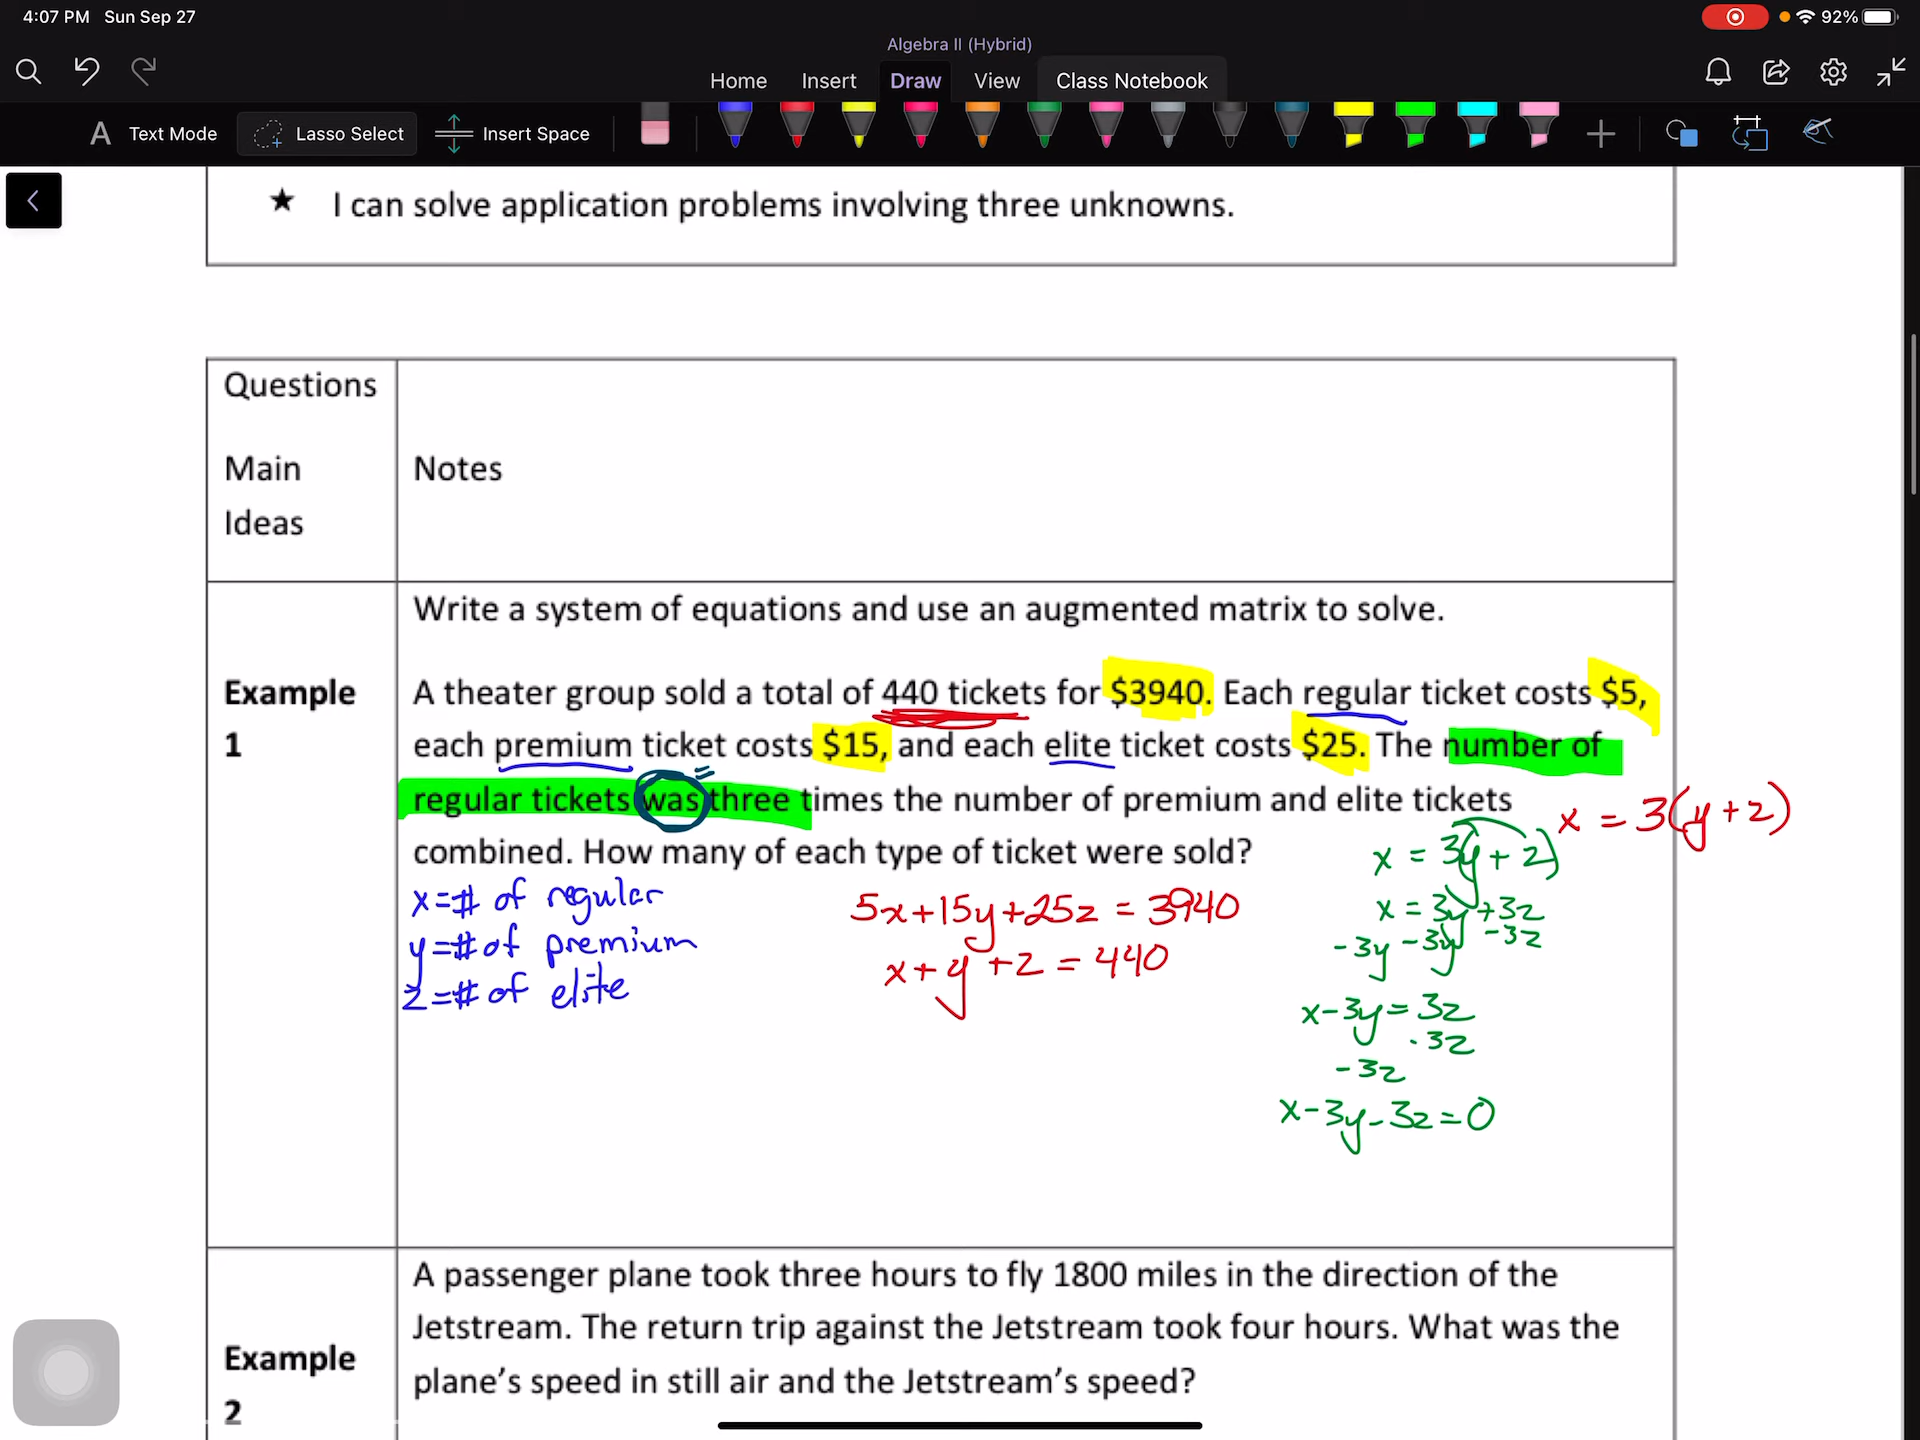 4:07 PM Sun Sep 27
92%
Algebra II (Hybrid)
Home Insert Draw View Class Notebook
A Text Mode Lasso Select Insert Space
★ I can solve application problems involving three unknowns.
Questions
Main
Ideas
Notes
Write a system of equations and use an augmented matrix to solve.
Example
1
A theater group sold a total of 440 tickets for $3940. Each regular ticket costs $5,
each premium ticket costs $15, and each elite ticket costs $25. The number of
=
regular tickets was three times the number of premium and elite tickets
x = 3(y+z)
combined. How many of each type of ticket were sold?
x = 3(y + z)
x=# of regular
y=# of premium
z=# of elite
5x+15y+25z = 3940
x+y+z = 440
x = 3y+3z
-3y -3y -3z
x-3y=3z
-3z
-3z
x-3y-3z=0
Example
2
A passenger plane took three hours to fly 1800 miles in the direction of the
Jetstream. The return trip against the Jetstream took four hours. What was the
plane's speed in still air and the Jetstream's speed?